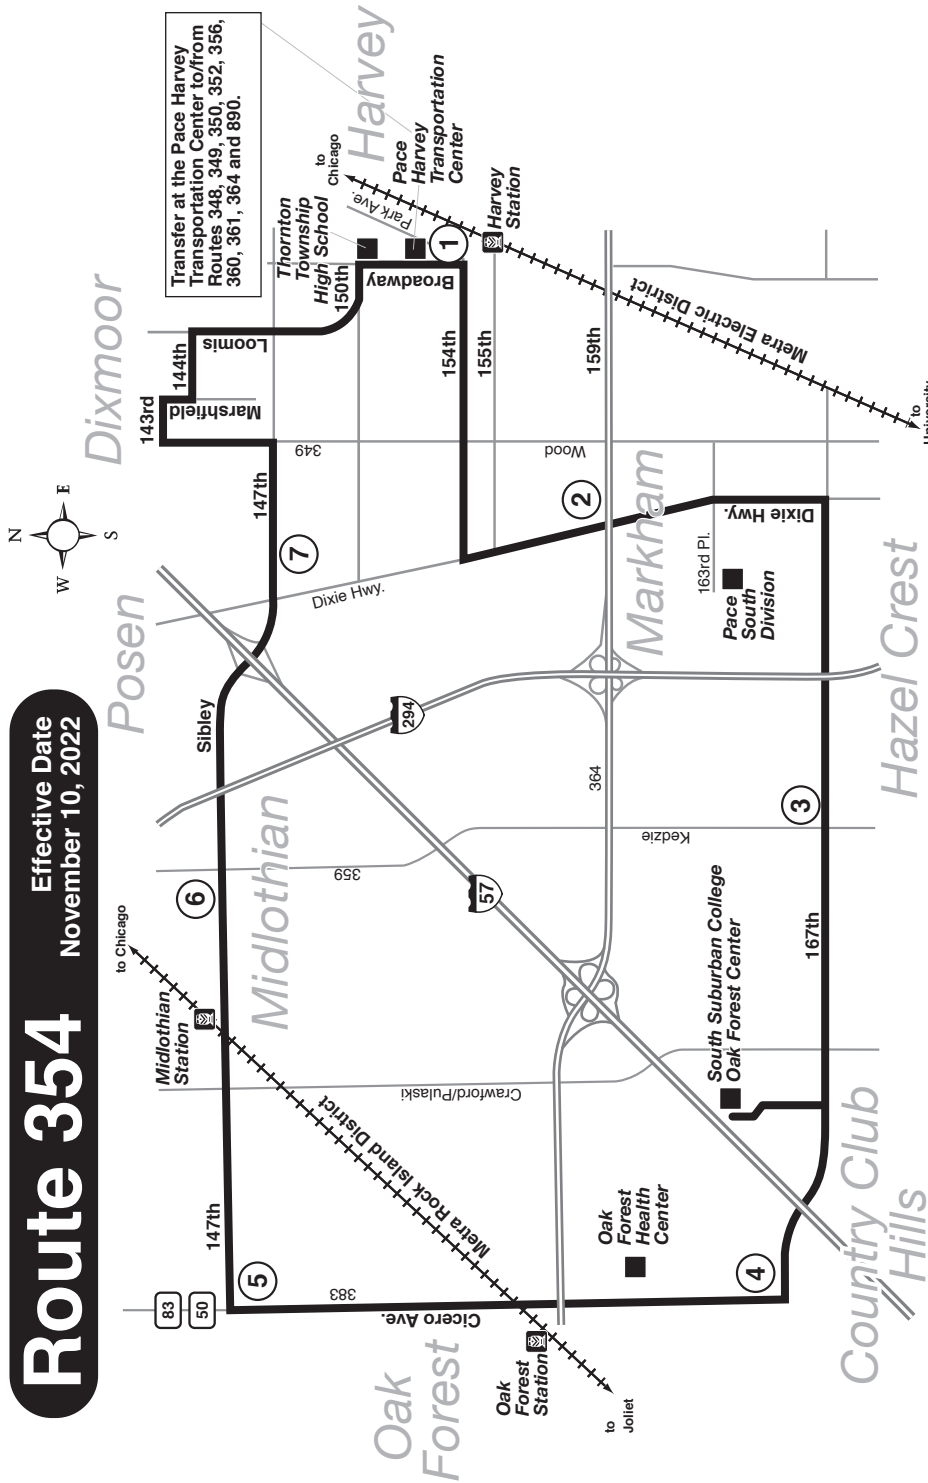 Route 354
Effective Date
November 10, 2022
N
W
E
S
Transfer at the Pace Harvey
Transportation Center to/from
Routes 348, 349, 350, 352, 356,
360, 361, 364 and 890.
Posen
Dixmoor
Harvey
Midlothian
Markham
Oak
Forest
Country Club
Hills
Hazel Crest
83
50
147th
5
383
Cicero Ave.
Midlothian
Station
to Chicago
6
359
Sibley
Metra Rock Island District
Crawford/Pulaski
Oak
Forest
Station
to
Joliet
Oak
Forest
Health
Center
4
South Suburban College
Oak Forest Center
167th
3
57
294
364
Kedzie
Dixie Hwy.
7
147th
143rd
Marshfield
144th
Loomis
349
150th
Thornton
Township
High School
Broadway
Park Ave.
to
Chicago
Pace
Harvey
Transportation
Center
1
154th
155th
Harvey
Station
159th
Wood
2
Metra Electric District
to
University
163rd Pl.
Pace
South
Division
Dixie Hwy.